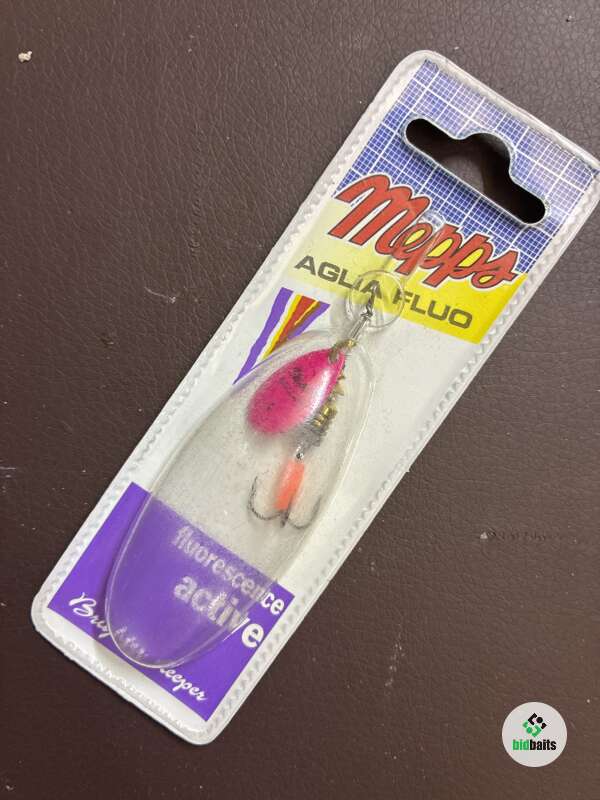 Mepps
AGLIA FLUO
fluorescence
active
bidbaits